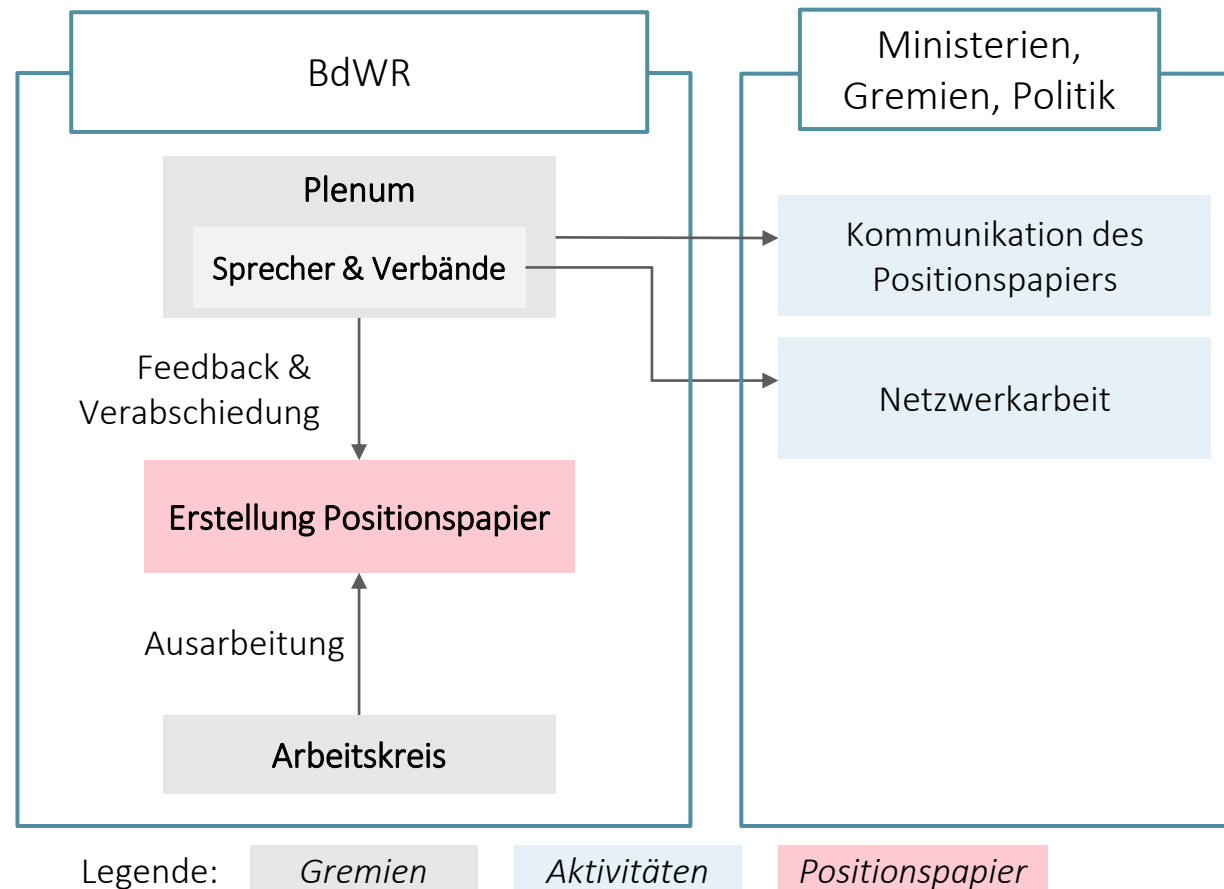 BdWR
Plenum
Sprecher & Verbände
Feedback &
Verabschiedung
Erstellung Positionspapier
Ausarbeitung
Arbeitskreis
Ministerien,
Gremien, Politik
Kommunikation des
Positionspapiers
Netzwerkarbeit
Legende: Gremien Aktivitäten Positionspapier